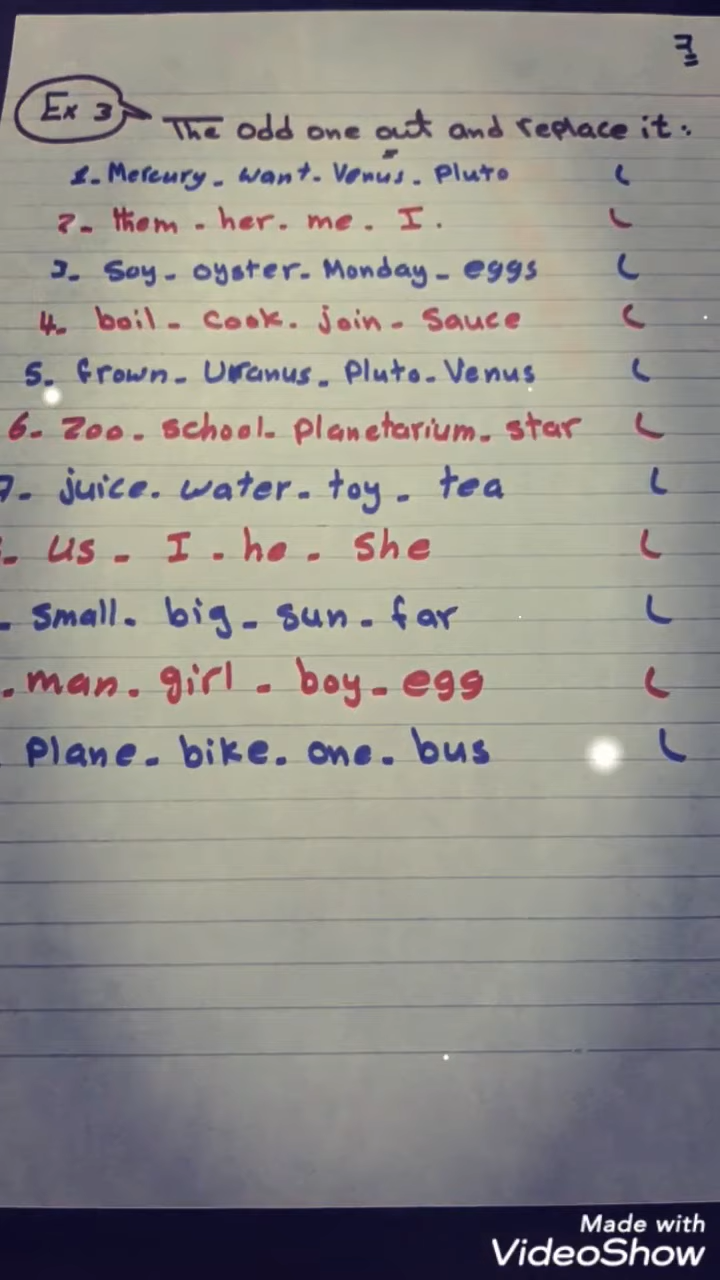 3
Ex 3 The odd one out and replace it:
1- Mercury - want - Venus - Pluto (
2- them - her - me - I. (
3- Soy - oyster - Monday - eggs (
4- boil - cook - join - Sauce (
5- Grown - Uranus - Pluto - Venus (
6- Zoo - school - planetarium - star (
7- juice - water - toy - tea (
- us - I - he - She (
- small - big - sun - far (
- man - girl - boy - egg (
Plane - bike - one - bus (
Made with
VideoShow